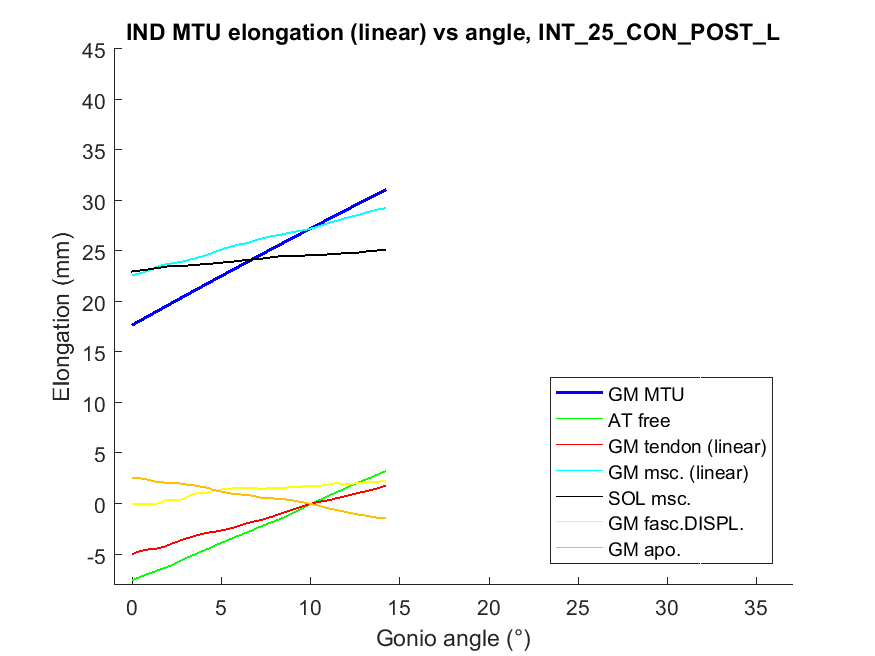 IND MTU elongation (linear) vs angle, INT_25_CON_POST_L
45
40
35
30
25
20
15
10
5
0
-5
Elongation (mm)
GM MTU
AT free
GM tendon (linear)
GM msc. (linear)
SOL msc.
GM fasc.DISPL.
GM apo.
0 5 10 15 20 25 30 35
Gonio angle (°)